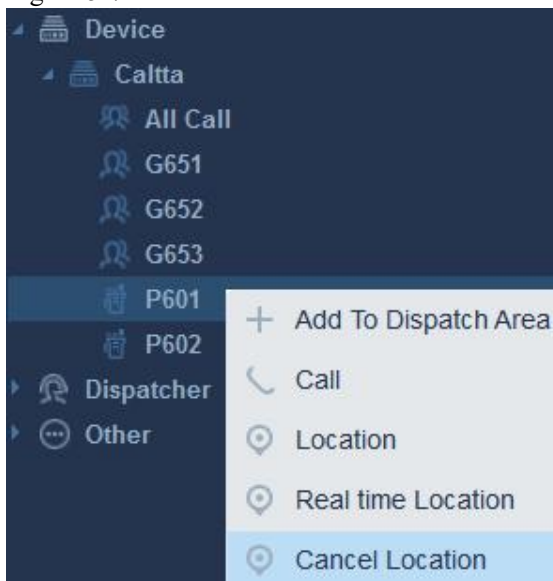 Device
Caltta
All Call
G651
G652
G653
P601
Add To Dispatch Area
P602
Call
Dispatcher
Other
Location
Real time Location
Cancel Location